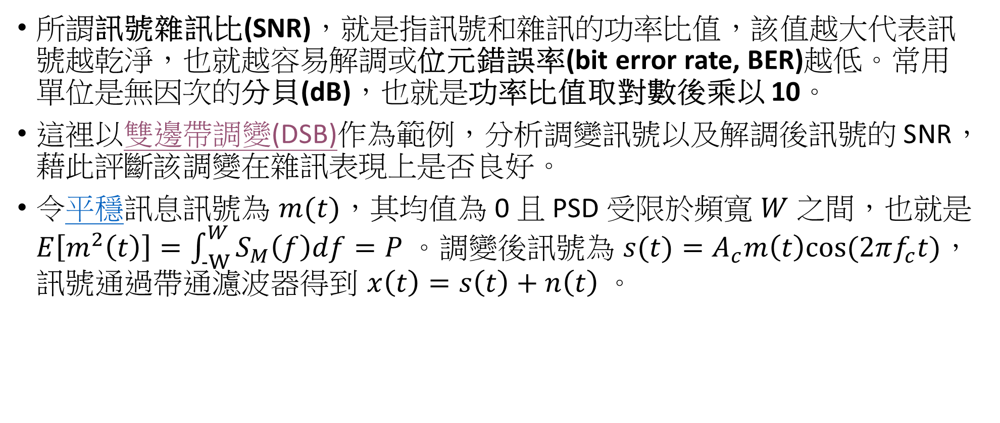 • 所謂訊號雜訊比(SNR)，就是指訊號和雜訊的功率比值，該值越大代表訊
號越乾淨，也就越容易解調或位元錯誤率(bit error rate, BER)越低。常用
單位是無因次的分貝(dB)，也就是功率比值取對數後乘以 10。
• 這裡以雙邊帶調變(DSB)作為範例，分析調變訊號以及解調後訊號的 SNR，
藉此評斷該調變在雜訊表現上是否良好。
• 令平穩訊息訊號為 m(t)，其均值為 0 且 PSD 受限於頻寬 W 之間，也就是
E[m²(t)] = ∫_{-W}^{W} S_M(f)df = P 。調變後訊號為 s(t) = A_c m(t)cos(2πf_c t)，
訊號通過帶通濾波器得到 x(t) = s(t) + n(t) 。